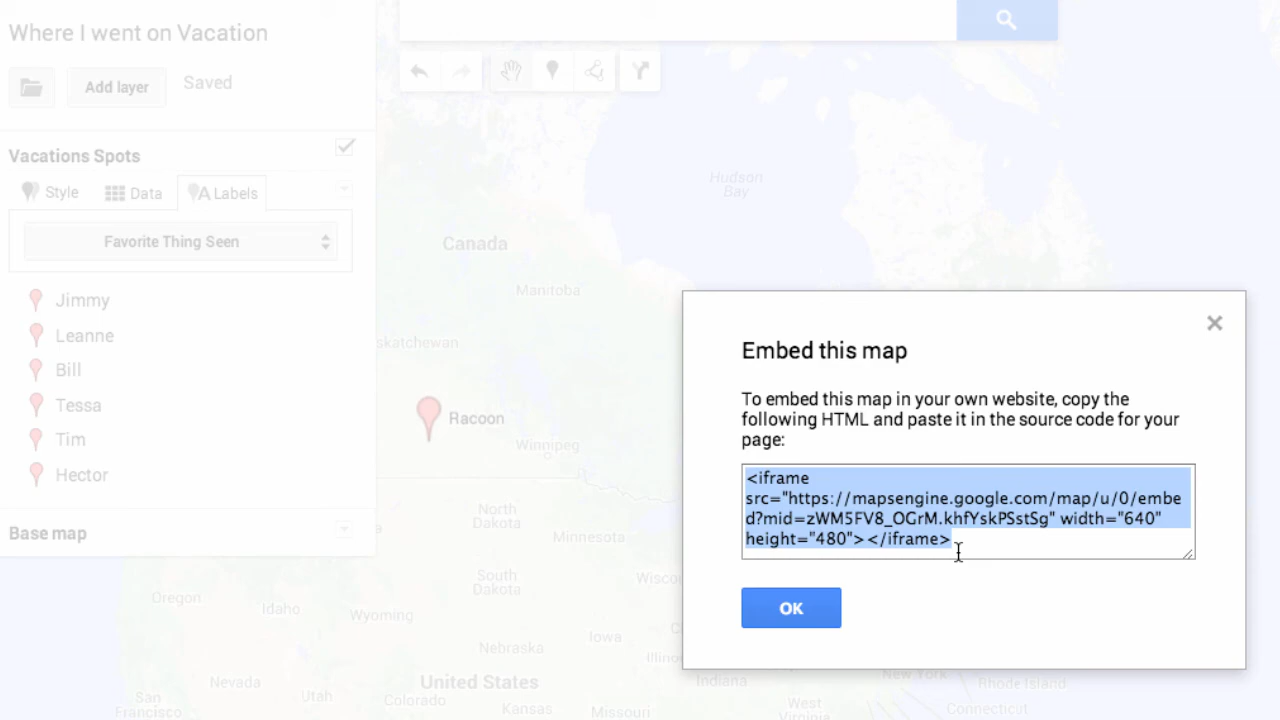 Where I went on Vacation
Add layer
Saved
Vacations Spots
Style
Data
A Labels
Favorite Thing Seen
Jimmy
Leanne
Bill
Tessa
Tim
Hector
Base map
Hudson
Bay
Canada
Manitoba
skatchewan
Racoon
Winnipeg
North
Dakota
Minnesota
South
Dakota
Wisco
Oregon
Idaho
Wyoming
Iowa
Nebraska
Illinoi
Indiana
New York
Rhode Island
Nevada
Utah
Colorado
United States
Kansas
Missouri
West
Virginia
Connecticut
San
Francisco
Embed this map
To embed this map in your own website, copy the
following HTML and paste it in the source code for your
page:
<iframe
src="https://mapsengine.google.com/map/u/0/embe
d?mid=zWM5FV8_OGrM.khfYskPSstSg" width="640"
height="480"></iframe>
OK